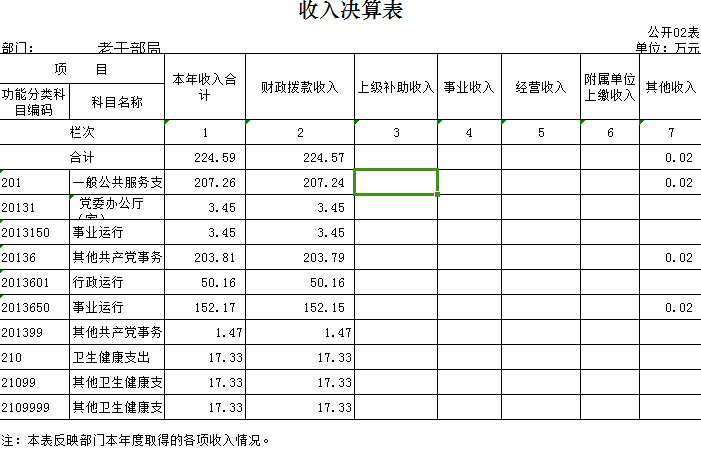 收入决算表
公开02表
部门： 老干部局 单位：万元
项 目 本年收入合计 财政拨款收入 上级补助收入 事业收入 经营收入 附属单位上缴收入 其他收入
功能分类科目编码 科目名称
栏次 1 2 3 4 5 6 7
合计 224.59 224.57 0.02
201 一般公共服务支 207.26 207.24 0.02
20131 党委办公厅 3.45 3.45
2013150 事业运行 3.45 3.45
20136 其他共产党事务 203.81 203.79 0.02
2013601 行政运行 50.16 50.16
2013650 事业运行 152.17 152.15 0.02
201399 其他共产党事务 1.47 1.47
210 卫生健康支出 17.33 17.33
21099 其他卫生健康支 17.33 17.33
2109999 其他卫生健康支 17.33 17.33
注：本表反映部门本年度取得的各项收入情况。